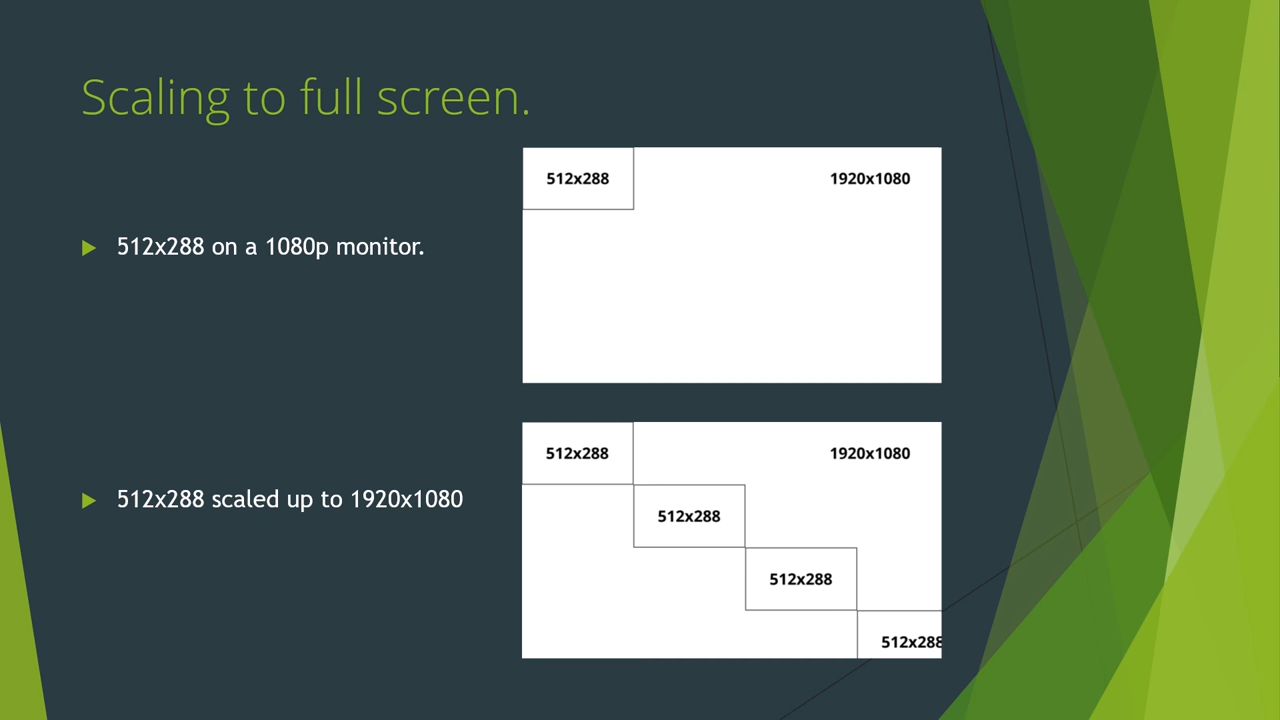 Scaling to full screen.
512x288 on a 1080p monitor.
512x288 1920x1080
512x288 scaled up to 1920x1080
512x288 1920x1080
512x288
512x288
512x288